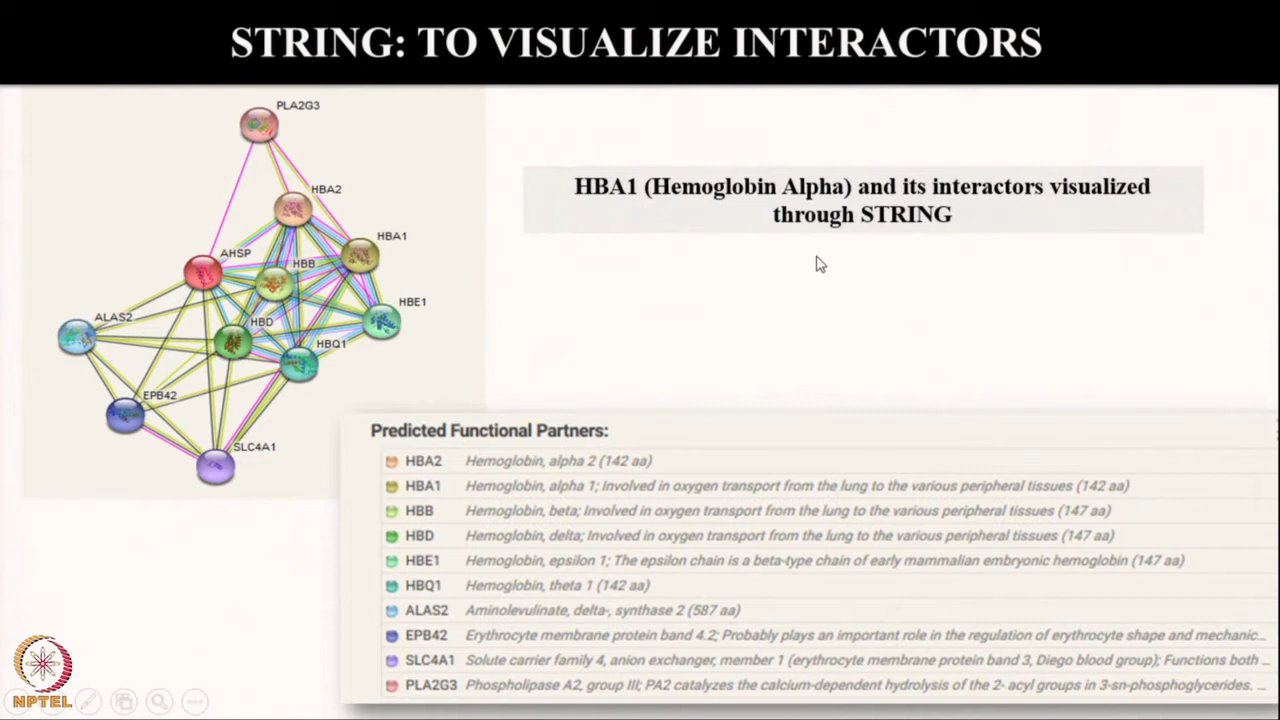 STRING: TO VISUALIZE INTERACTORS
PLA2G3
HBA2
HBA1
AHSP
HBB
HBE1
ALAS2
HBD
HBQ1
EPB42
SLC4A1
HBA1 (Hemoglobin Alpha) and its interactors visualized
through STRING
Predicted Functional Partners:
HBA2 Hemoglobin, alpha 2 (142 aa)
HBA1 Hemoglobin, alpha 1; Involved in oxygen transport from the lung to the various peripheral tissues (142 aa)
HBB Hemoglobin, beta; Involved in oxygen transport from the lung to the various peripheral tissues (147 aa)
HBD Hemoglobin, delta; Involved in oxygen transport from the lung to the various peripheral tissues (147 aa)
HBE1 Hemoglobin, epsilon 1; The epsilon chain is a beta-type chain of early mammalian embryonic hemoglobin (147 aa)
HBQ1 Hemoglobin, theta 1 (142 aa)
ALAS2 Aminolevulinate, delta-, synthase 2 (587 aa)
EPB42 Erythrocyte membrane protein band 4.2; Probably plays an important role in the regulation of erythrocyte shape and mechanic...
SLC4A1 Solute carrier family 4, anion exchanger, member 1 (erythrocyte membrane protein band 3, Diego blood group); Functions both ...
PLA2G3 Phospholipase A2, group III; PA2 catalyzes the calcium-dependent hydrolysis of the 2- acyl groups in 3-sn-phosphoglycerides. ...
NPTEL